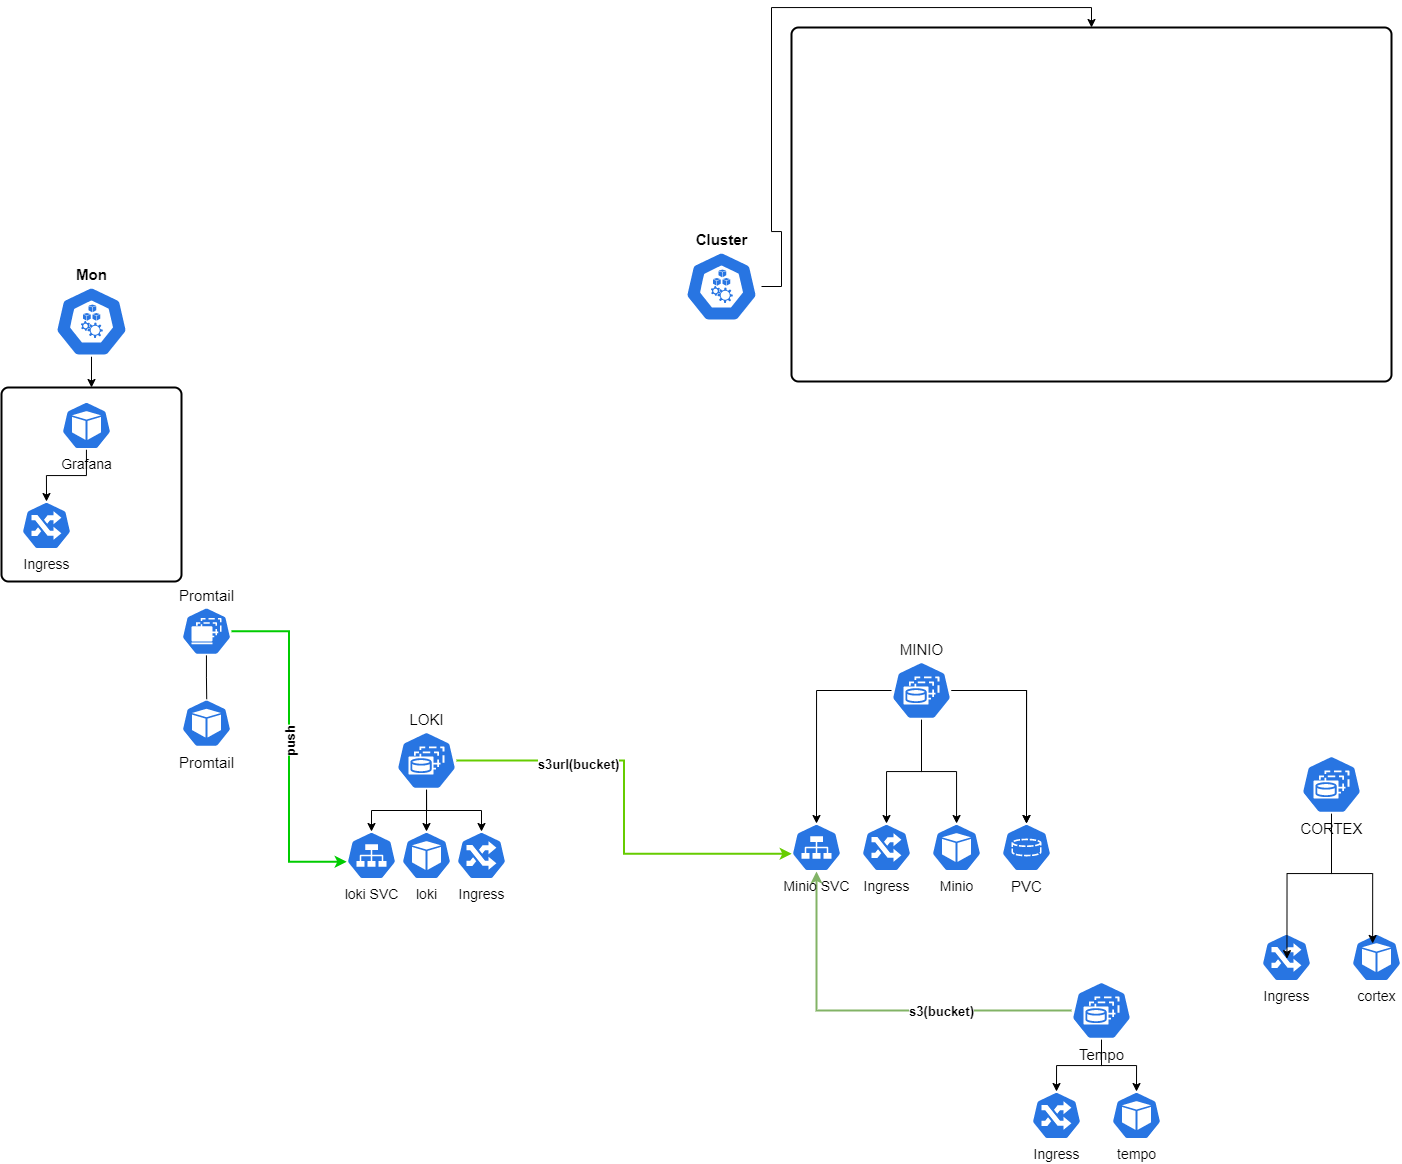 Cluster
Mon
Grafana
Ingress
Promtail
Promtail
push
LOKI
s3url(bucket)
loki SVC
loki
Ingress
MINIO
Minio SVC
Ingress
Minio
PVC
CORTEX
Ingress
cortex
s3(bucket)
Tempo
Ingress
tempo